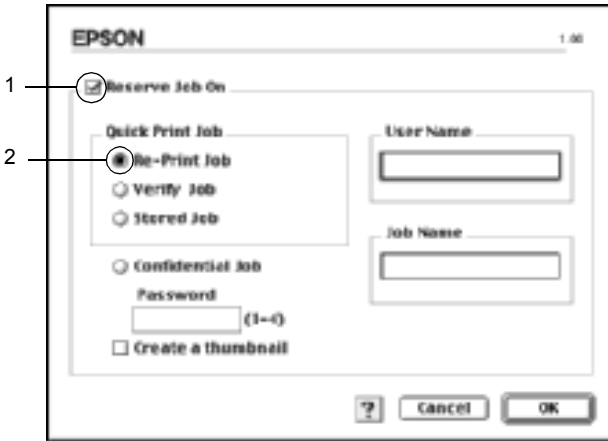 EPSON
1.00
1
Reserve Job On
Quick Print Job
User Name
2
Re-Print Job
Verify Job
Stored Job
Job Name
Confidential Job
Password
(1-4)
Create a thumbnail
? Cancel OK